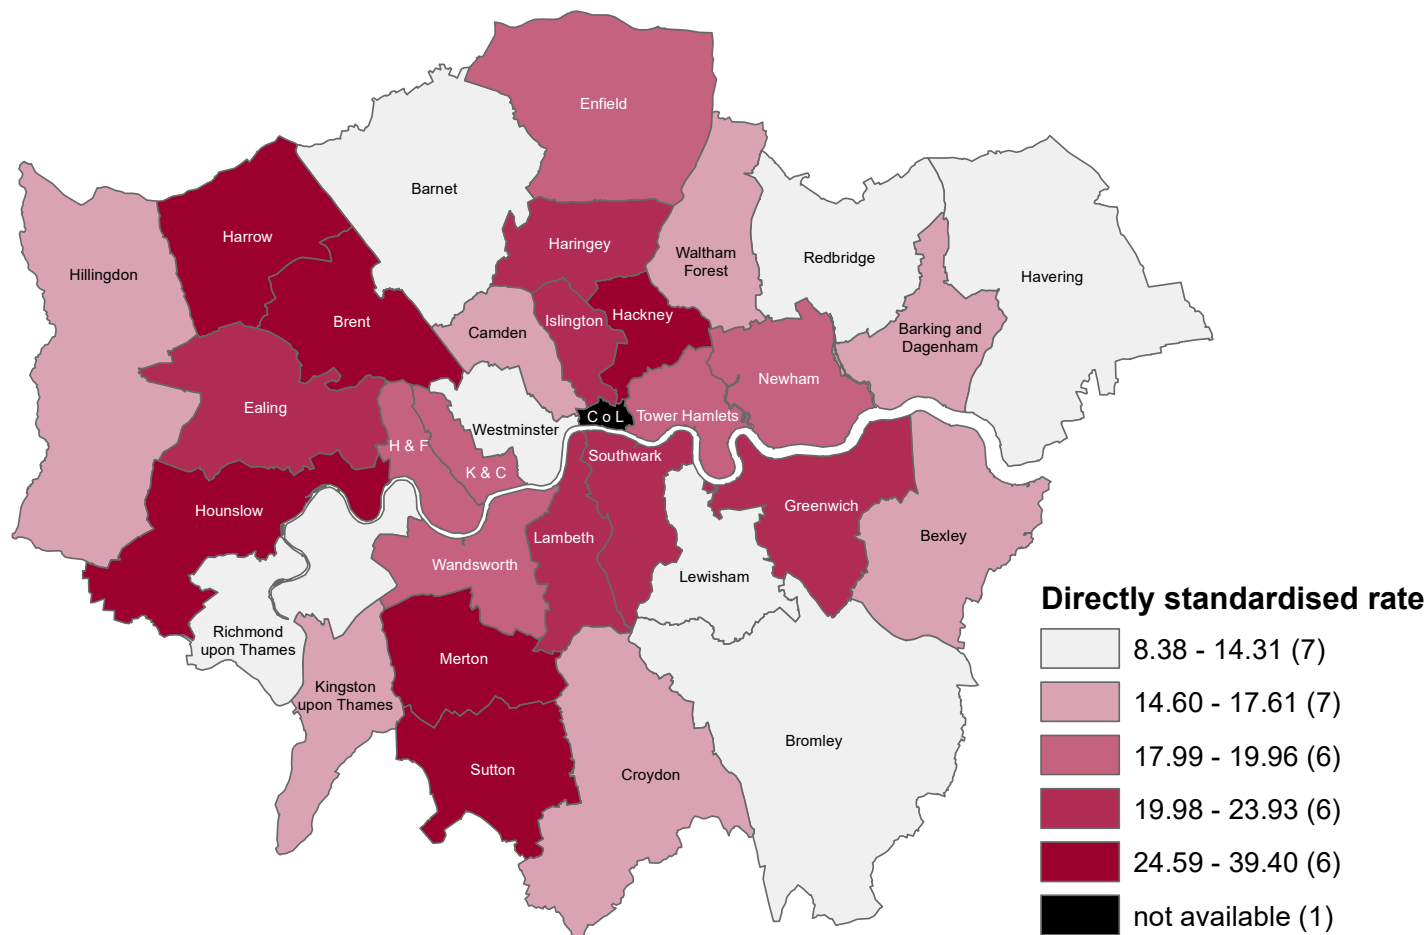 Enfield
Barnet
Harrow
Haringey
Waltham
Forest
Redbridge
Hillingdon
Havering
Brent
Camden
Islington
Hackney
Barking and
Dagenham
Newham
Ealing
Westminster
C o L
Tower Hamlets
H & F
K & C
Southwark
Hounslow
Greenwich
Lambeth
Bexley
Wandsworth
Lewisham
Richmond
upon Thames
Merton
Kingston
upon Thames
Bromley
Sutton
Croydon
Directly standardised rate
8.38 - 14.31 (7)
14.60 - 17.61 (7)
17.99 - 19.96 (6)
19.98 - 23.93 (6)
24.59 - 39.40 (6)
not available (1)